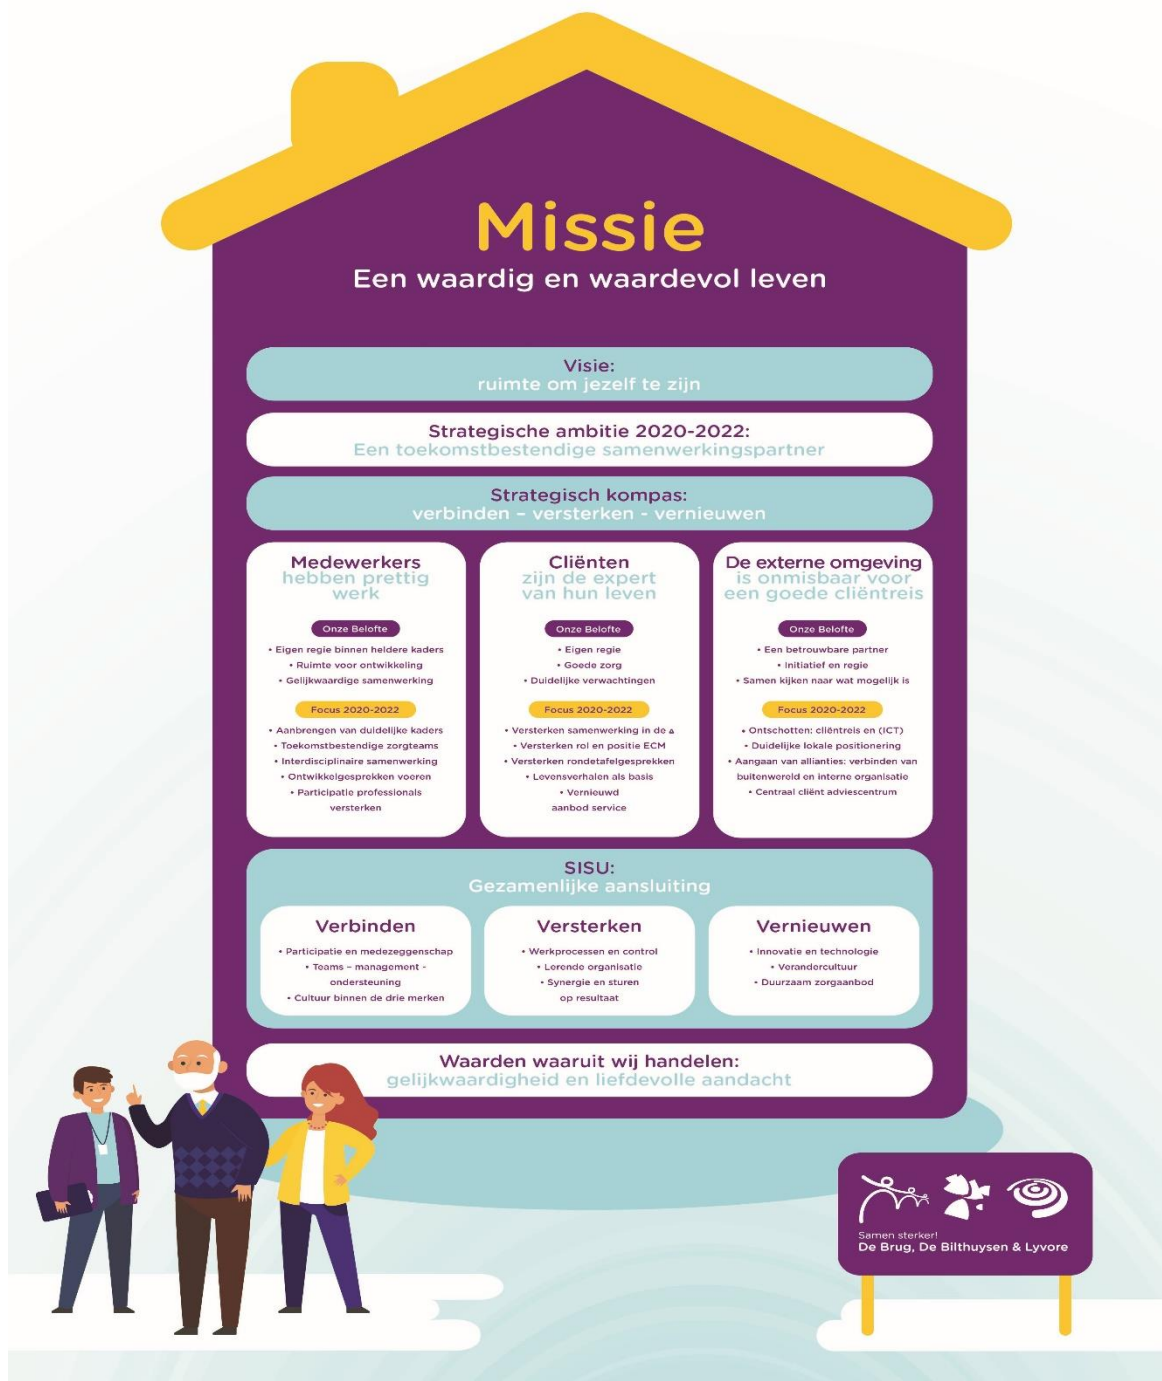 Missie
Een waardig en waardevol leven
Visie:
ruimte om jezelf te zijn
Strategische ambitie 2020-2022:
Een toekomstbestendige samenwerkingspartner
Strategisch kompas:
verbinden – versterken - vernieuwen
Medewerkers
hebben prettig
werk
Onze Belofte
• Eigen regie binnen heldere kaders
• Ruimte voor ontwikkeling
• Gelijkwaardige samenwerking
Focus 2020-2022
• Aanbrengen van duidelijke kaders
• Toekomstbestendige zorgteams
• Interdisciplinaire samenwerking
• Ontwikkelgesprekken voeren
• Participatie professionals
versterken
Cliënten
zijn de expert
van hun leven
Onze Belofte
• Eigen regie
• Goede zorg
• Duidelijke verwachtingen
Focus 2020-2022
• Versterken samenwerking in de ▵
• Versterken rol en positie ECM
• Versterken rondetafelgesprekken
• Levensverhalen als basis
• Vernieuwd
aanbod service
De externe omgeving
is onmisbaar voor
een goede cliëntreis
Onze Belofte
• Een betrouwbare partner
• Initiatief en regie
• Samen kijken naar wat mogelijk is
Focus 2020-2022
• Ontschotten: cliëntreis en (ICT)
• Duidelijke lokale positionering
• Aangaan van allianties: verbinden van
buitenwereld en interne organisatie
• Centraal cliënt adviescentrum
SISU:
Gezamenlijke aansluiting
Verbinden
• Participatie en medezeggenschap
• Teams – management -
ondersteuning
• Cultuur binnen de drie merken
Versterken
• Werkprocessen en control
• Lerende organisatie
• Synergie en sturen
op resultaat
Vernieuwen
• Innovatie en technologie
• Verandercultuur
• Duurzaam zorgaanbod
Waarden waaruit wij handelen:
gelijkwaardigheid en liefdevolle aandacht
Samen sterker!
De Brug, De Bilthuysen & Lyvore